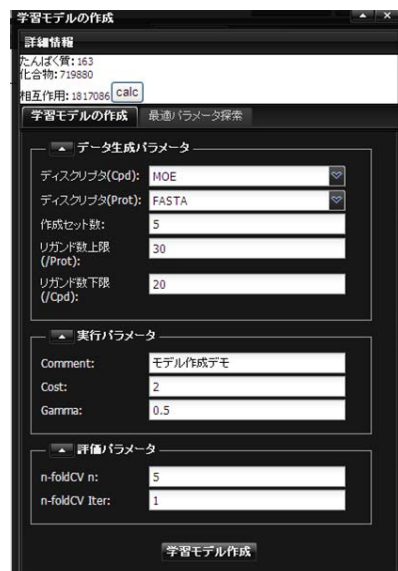 学習モデルの作成
詳細情報
たんぱく質: 163
化合物: 719880
相互作用: 1817086 calc
学習モデルの作成 最適パラメータ探索
データ生成パラメータ
ディスクリプタ(Cpd): MOE
ディスクリプタ(Prot): FASTA
作成セット数: 5
リガンド数上限
(/Prot): 30
リガンド数下限
(/Cpd): 20
実行パラメータ
Comment: モデル作成デモ
Cost: 2
Gamma: 0.5
評価パラメータ
n-foldCV n: 5
n-foldCV Iter: 1
学習モデル作成